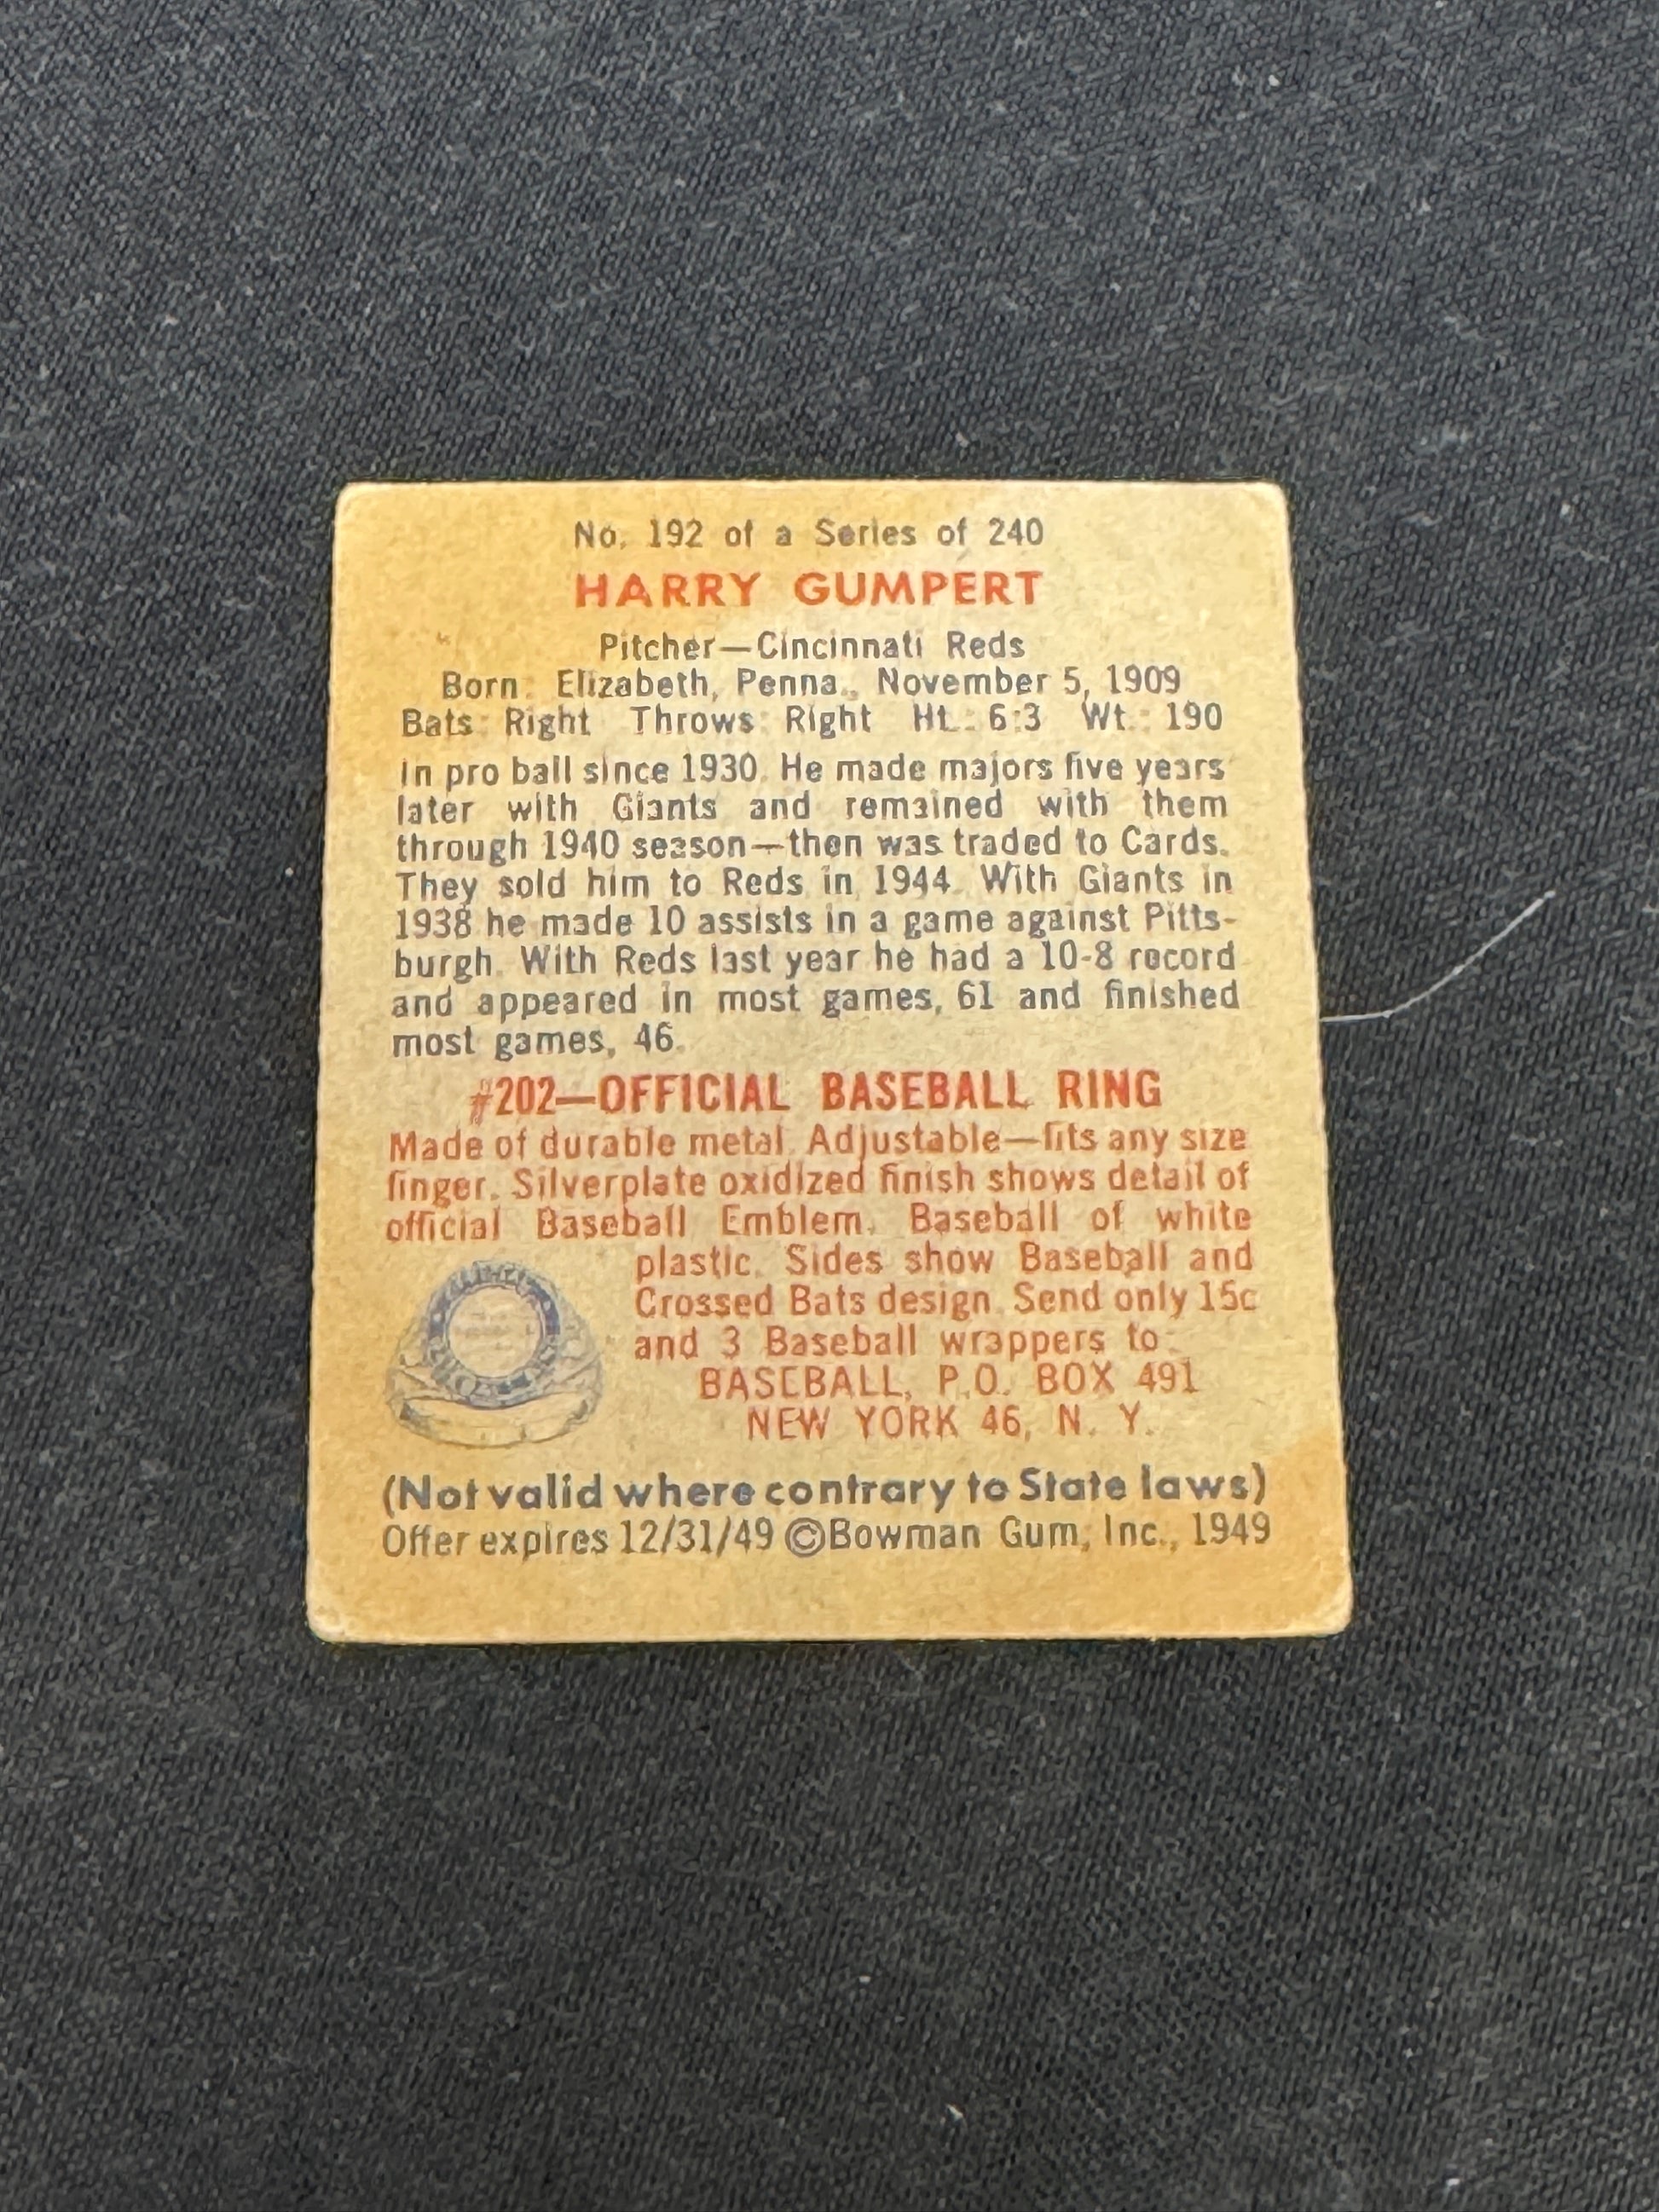 No. 192 of a Series of 240
HARRY GUMPERT
Pitcher—Cincinnati Reds
Born: Elizabeth, Penna., November 5, 1909
Bats: Right Throws: Right Ht.: 6:3 Wt.: 190
In pro ball since 1930. He made majors five years
later with Giants and remained with them
through 1940 season—then was traded to Cards.
They sold him to Reds in 1944. With Giants in
1938 he made 10 assists in a game against Pitts-
burgh. With Reds last year he had a 10-8 record
and appeared in most games, 61 and finished
most games, 46.
#202—OFFICIAL BASEBALL RING
Made of durable metal. Adjustable—fits any size
finger. Silverplate oxidized finish shows detail of
official Baseball Emblem. Baseball of white
plastic. Sides show Baseball and
Crossed Bats design. Send only 15c
and 3 Baseball wrappers to:
BASEBALL, P.O. BOX 491
NEW YORK 46, N. Y.
(Not valid where contrary to State laws)
Offer expires 12/31/49 ©Bowman Gum, Inc., 1949